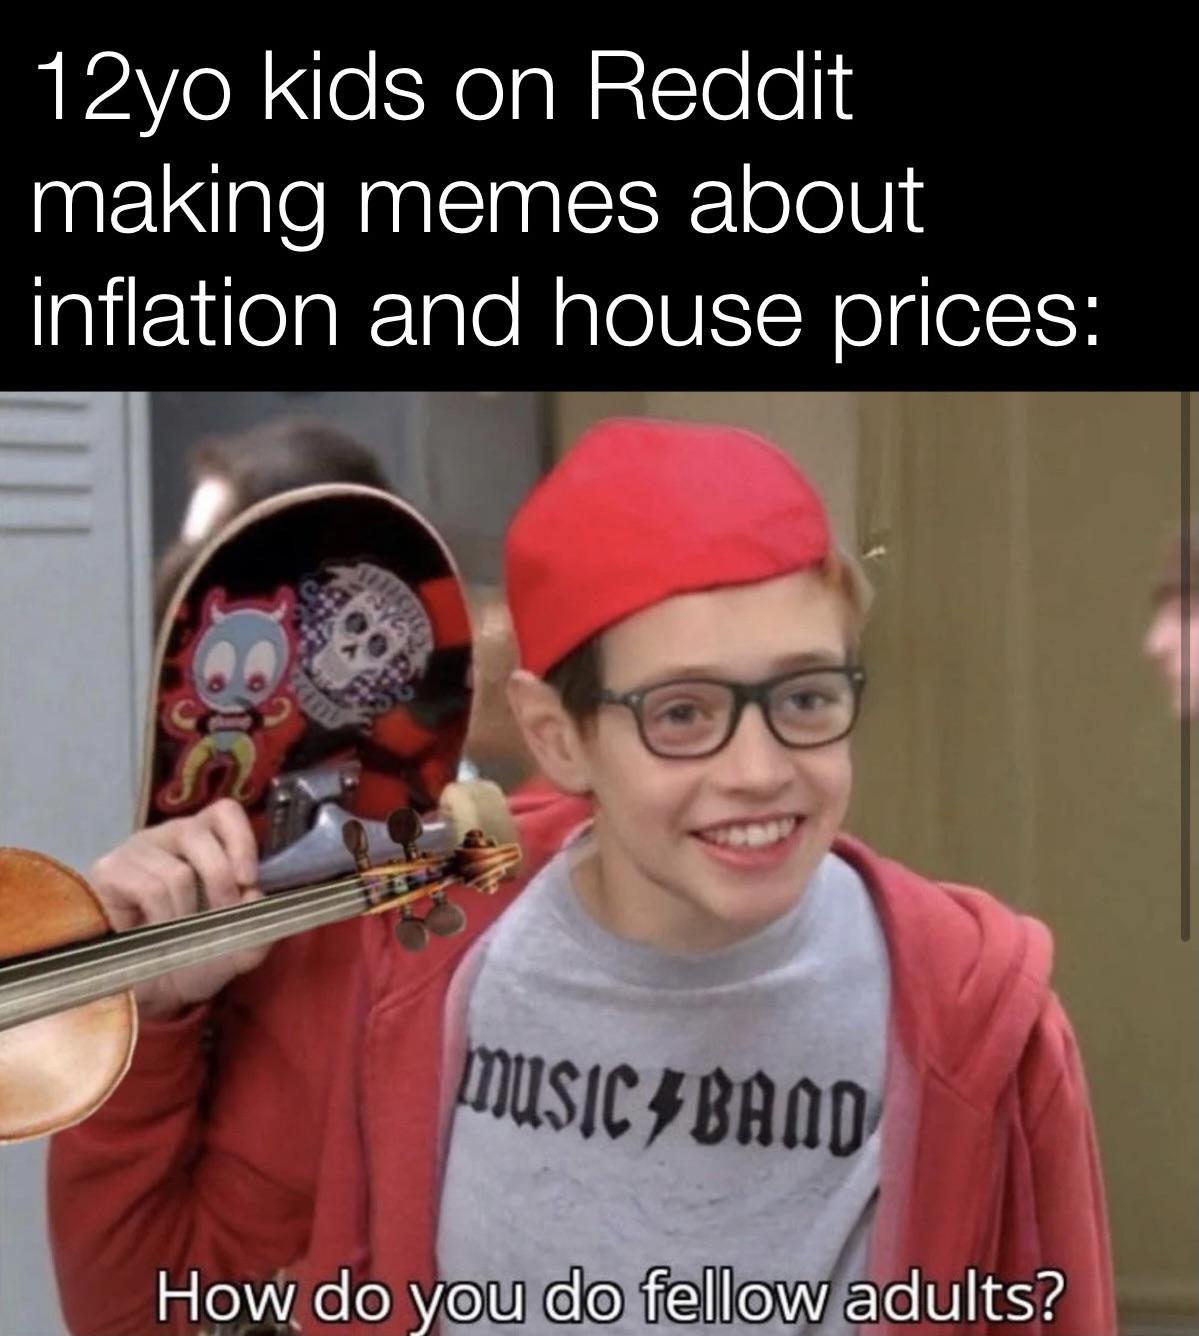 12yo kids on Reddit
making memes about
inflation and house prices:
MUSIC⚡BAND
How do you do fellow adults?